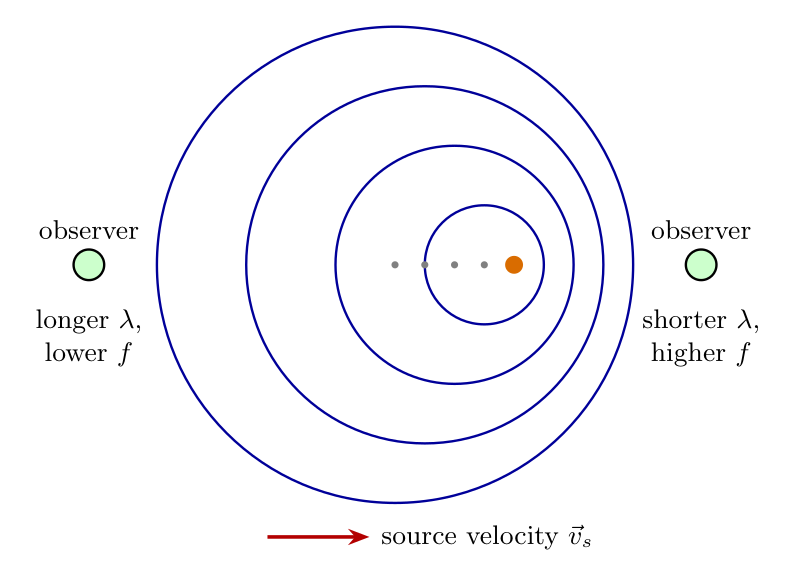 observer
longer λ,
lower f
observer
shorter λ,
higher f
source velocity v⃗ₛ